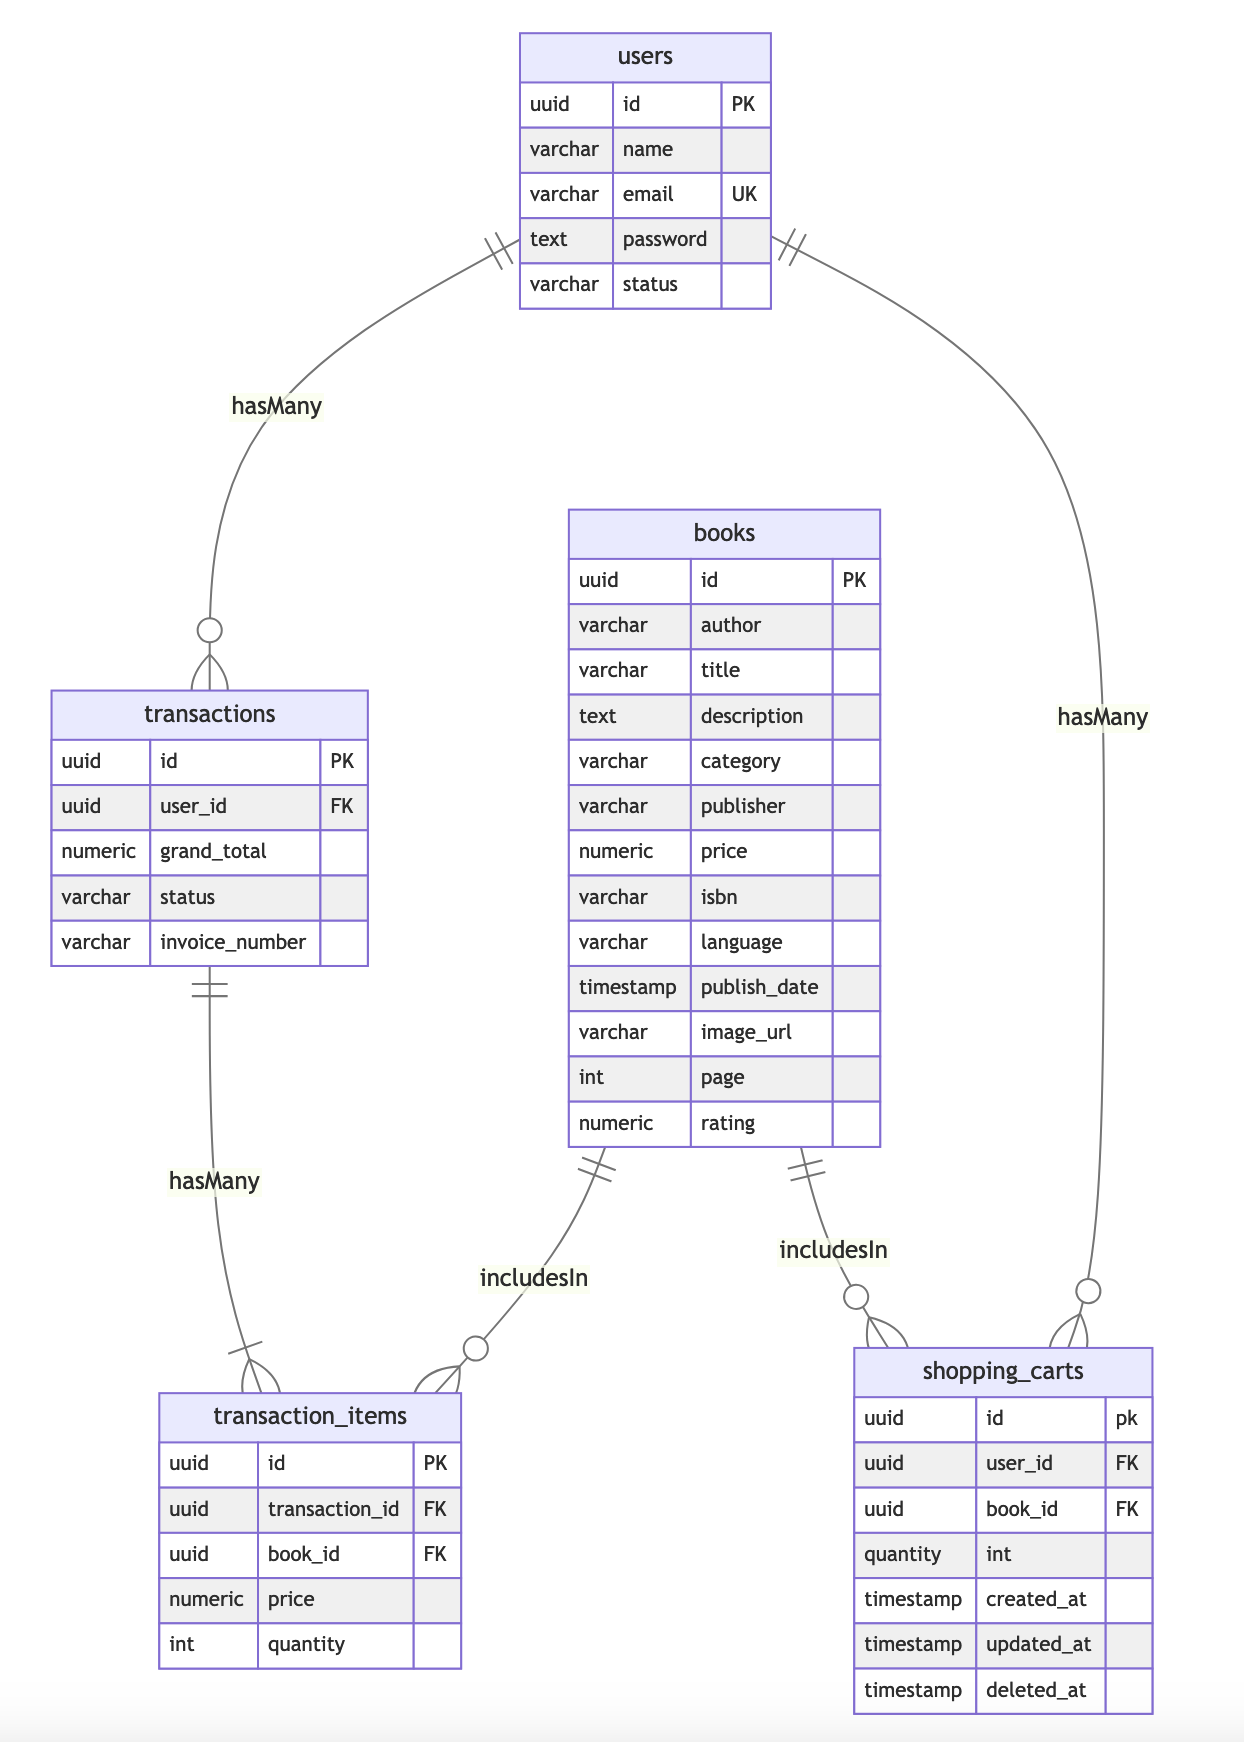 users
uuid id PK
varchar name
varchar email UK
text password
varchar status
hasMany
books
uuid id PK
varchar author
varchar title
text description
varchar category
varchar publisher
numeric price
varchar isbn
varchar language
timestamp publish_date
varchar image_url
int page
numeric rating
transactions
uuid id PK
uuid user_id FK
numeric grand_total
varchar status
varchar invoice_number
hasMany
hasMany
includesIn
includesIn
transaction_items
uuid id PK
uuid transaction_id FK
uuid book_id FK
numeric price
int quantity
shopping_carts
uuid id pk
uuid user_id FK
uuid book_id FK
quantity int
timestamp created_at
timestamp updated_at
timestamp deleted_at